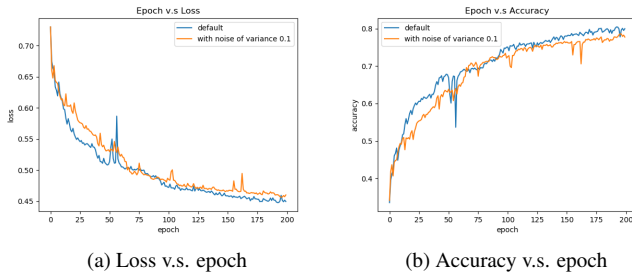 Epoch v.s Loss
default
with noise of variance 0.1
0.70
0.65
0.60
0.55
0.50
0.45
loss
0 25 50 75 100 125 150 175 200
epoch
(a) Loss v.s. epoch
Epoch v.s Accuracy
default
with noise of variance 0.1
0.8
0.7
0.6
0.5
0.4
accuracy
0 25 50 75 100 125 150 175 200
epoch
(b) Accuracy v.s. epoch